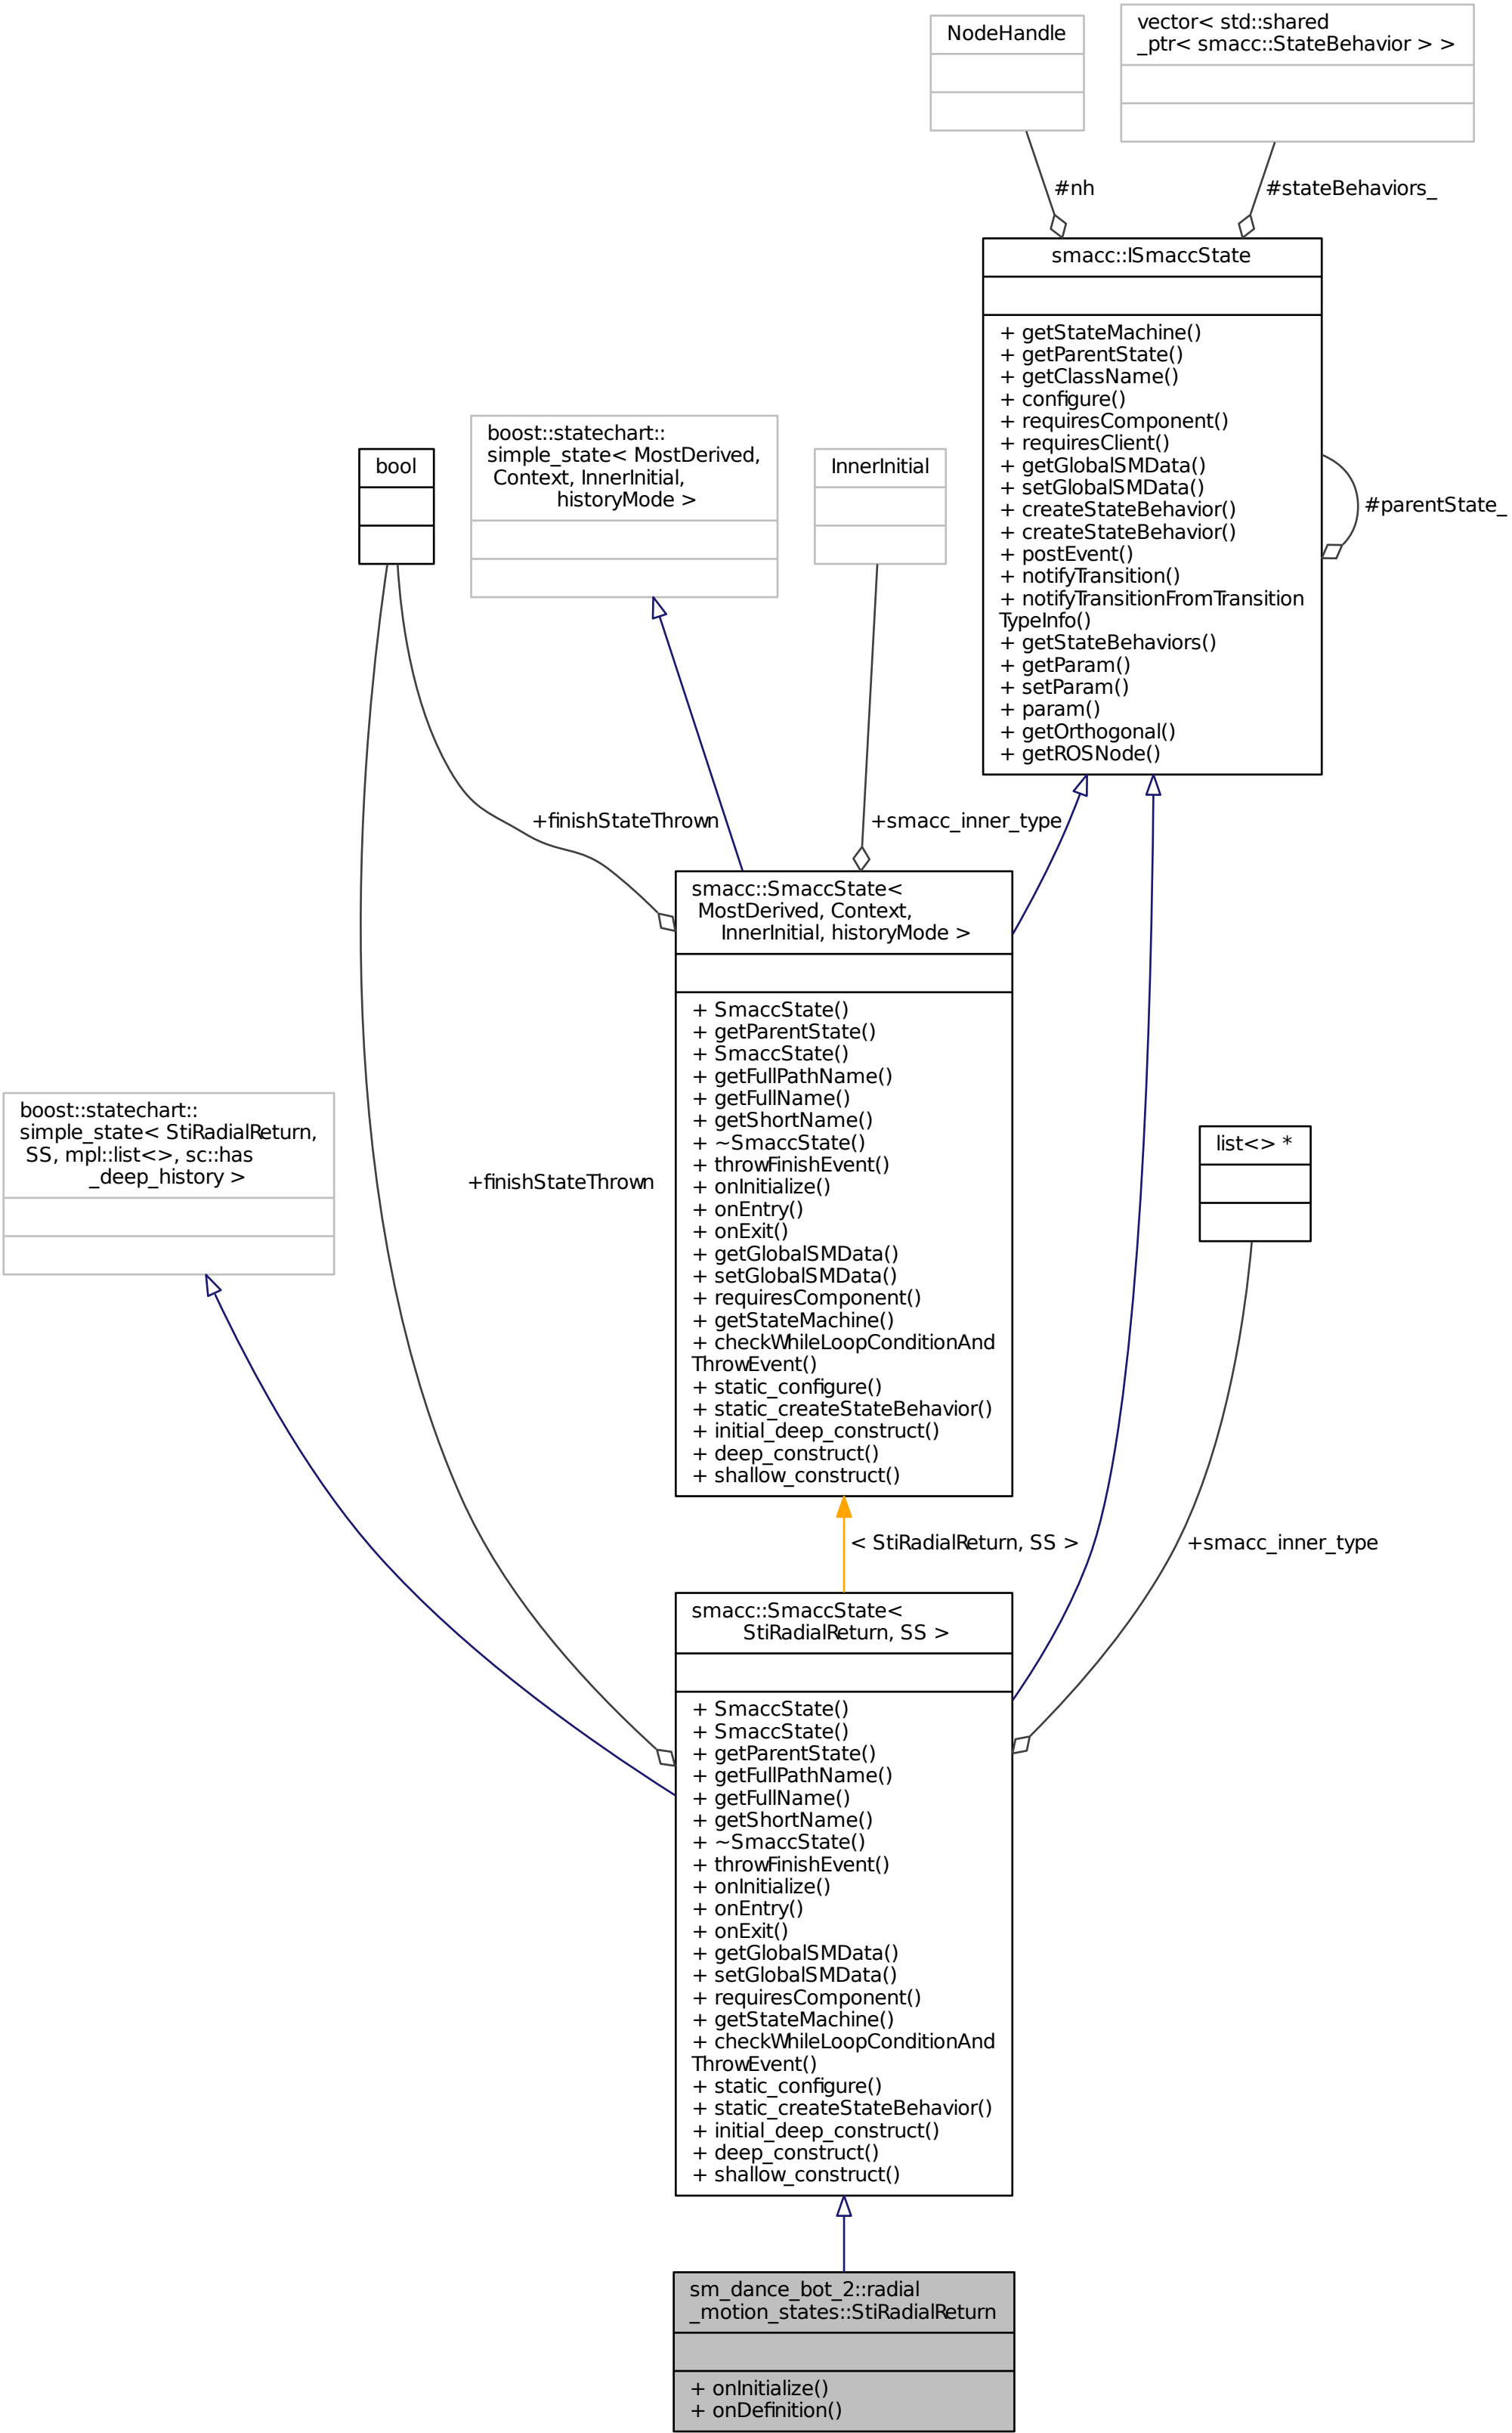 NodeHandle
vector< std::shared
_ptr< smacc::StateBehavior > >
#nh
#stateBehaviors_
smacc::ISmaccState
+ getStateMachine()
+ getParentState()
+ getClassName()
+ configure()
+ requiresComponent()
+ requiresClient()
+ getGlobalSMData()
+ setGlobalSMData()
+ createStateBehavior()
+ createStateBehavior()
+ postEvent()
+ notifyTransition()
+ notifyTransitionFromTransition
TypeInfo()
+ getStateBehaviors()
+ getParam()
+ setParam()
+ param()
+ getOrthogonal()
+ getROSNode()
#parentState_
bool
boost::statechart::
simple_state< MostDerived,
Context, InnerInitial,
historyMode >
InnerInitial
+finishStateThrown
+smacc_inner_type
smacc::SmaccState<
MostDerived, Context,
InnerInitial, historyMode >
+ SmaccState()
+ getParentState()
+ SmaccState()
+ getFullPathName()
+ getFullName()
+ getShortName()
+ ~SmaccState()
+ throwFinishEvent()
+ onInitialize()
+ onEntry()
+ onExit()
+ getGlobalSMData()
+ setGlobalSMData()
+ requiresComponent()
+ getStateMachine()
+ checkWhileLoopConditionAnd
ThrowEvent()
+ static_configure()
+ static_createStateBehavior()
+ initial_deep_construct()
+ deep_construct()
+ shallow_construct()
boost::statechart::
simple_state< StiRadialReturn,
SS, mpl::list<>, sc::has
_deep_history >
+finishStateThrown
list<> *
< StiRadialReturn, SS >
+smacc_inner_type
smacc::SmaccState<
StiRadialReturn, SS >
+ SmaccState()
+ SmaccState()
+ getParentState()
+ getFullPathName()
+ getFullName()
+ getShortName()
+ ~SmaccState()
+ throwFinishEvent()
+ onInitialize()
+ onEntry()
+ onExit()
+ getGlobalSMData()
+ setGlobalSMData()
+ requiresComponent()
+ getStateMachine()
+ checkWhileLoopConditionAnd
ThrowEvent()
+ static_configure()
+ static_createStateBehavior()
+ initial_deep_construct()
+ deep_construct()
+ shallow_construct()
sm_dance_bot_2::radial
_motion_states::StiRadialReturn
+ onInitialize()
+ onDefinition()